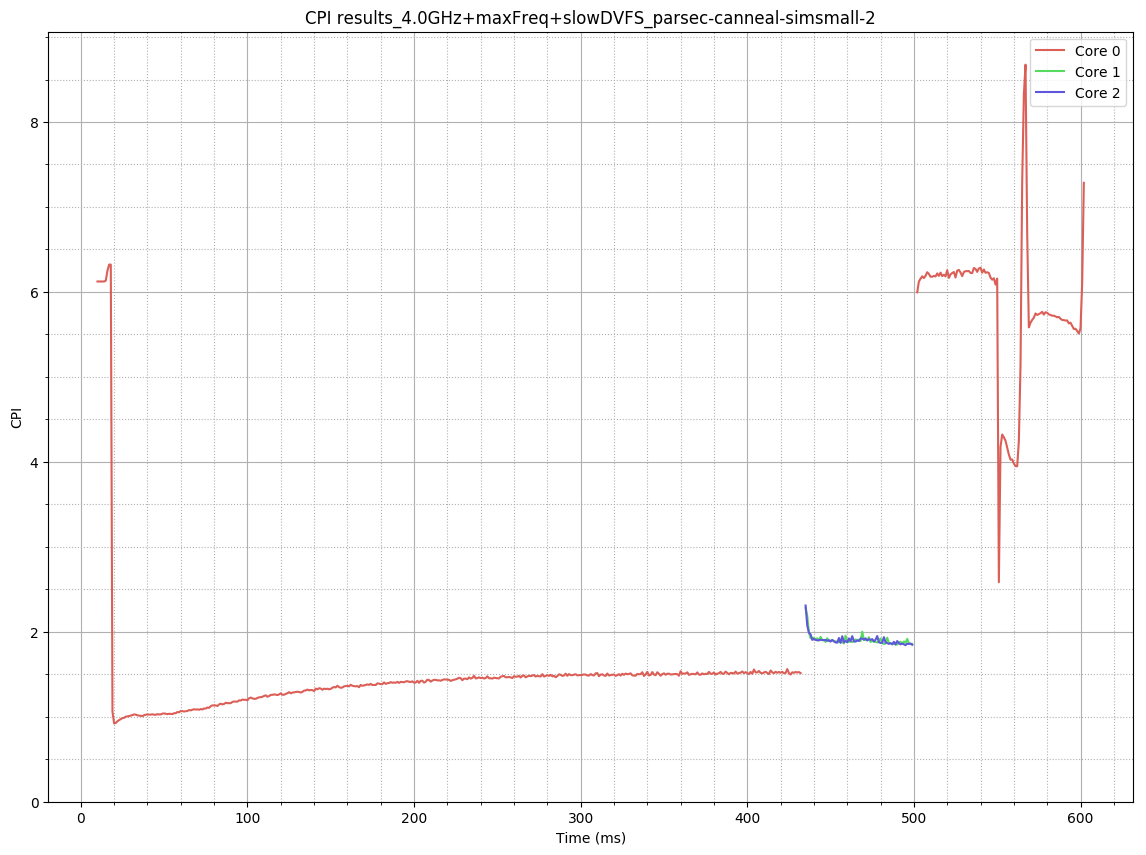 CPI results_4.0GHz+maxFreq+slowDVFS_parsec-canneal-simsmall-2
Core 0
Core 1
Core 2
8
6
4
2
0
CPI
0 100 200 300 400 500 600
Time (ms)